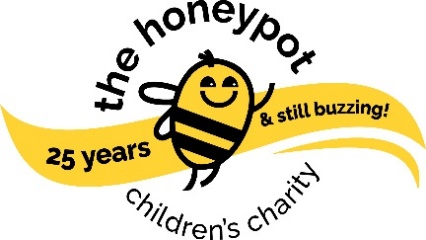 the honeypot
25 years
& still buzzing!
children's charity